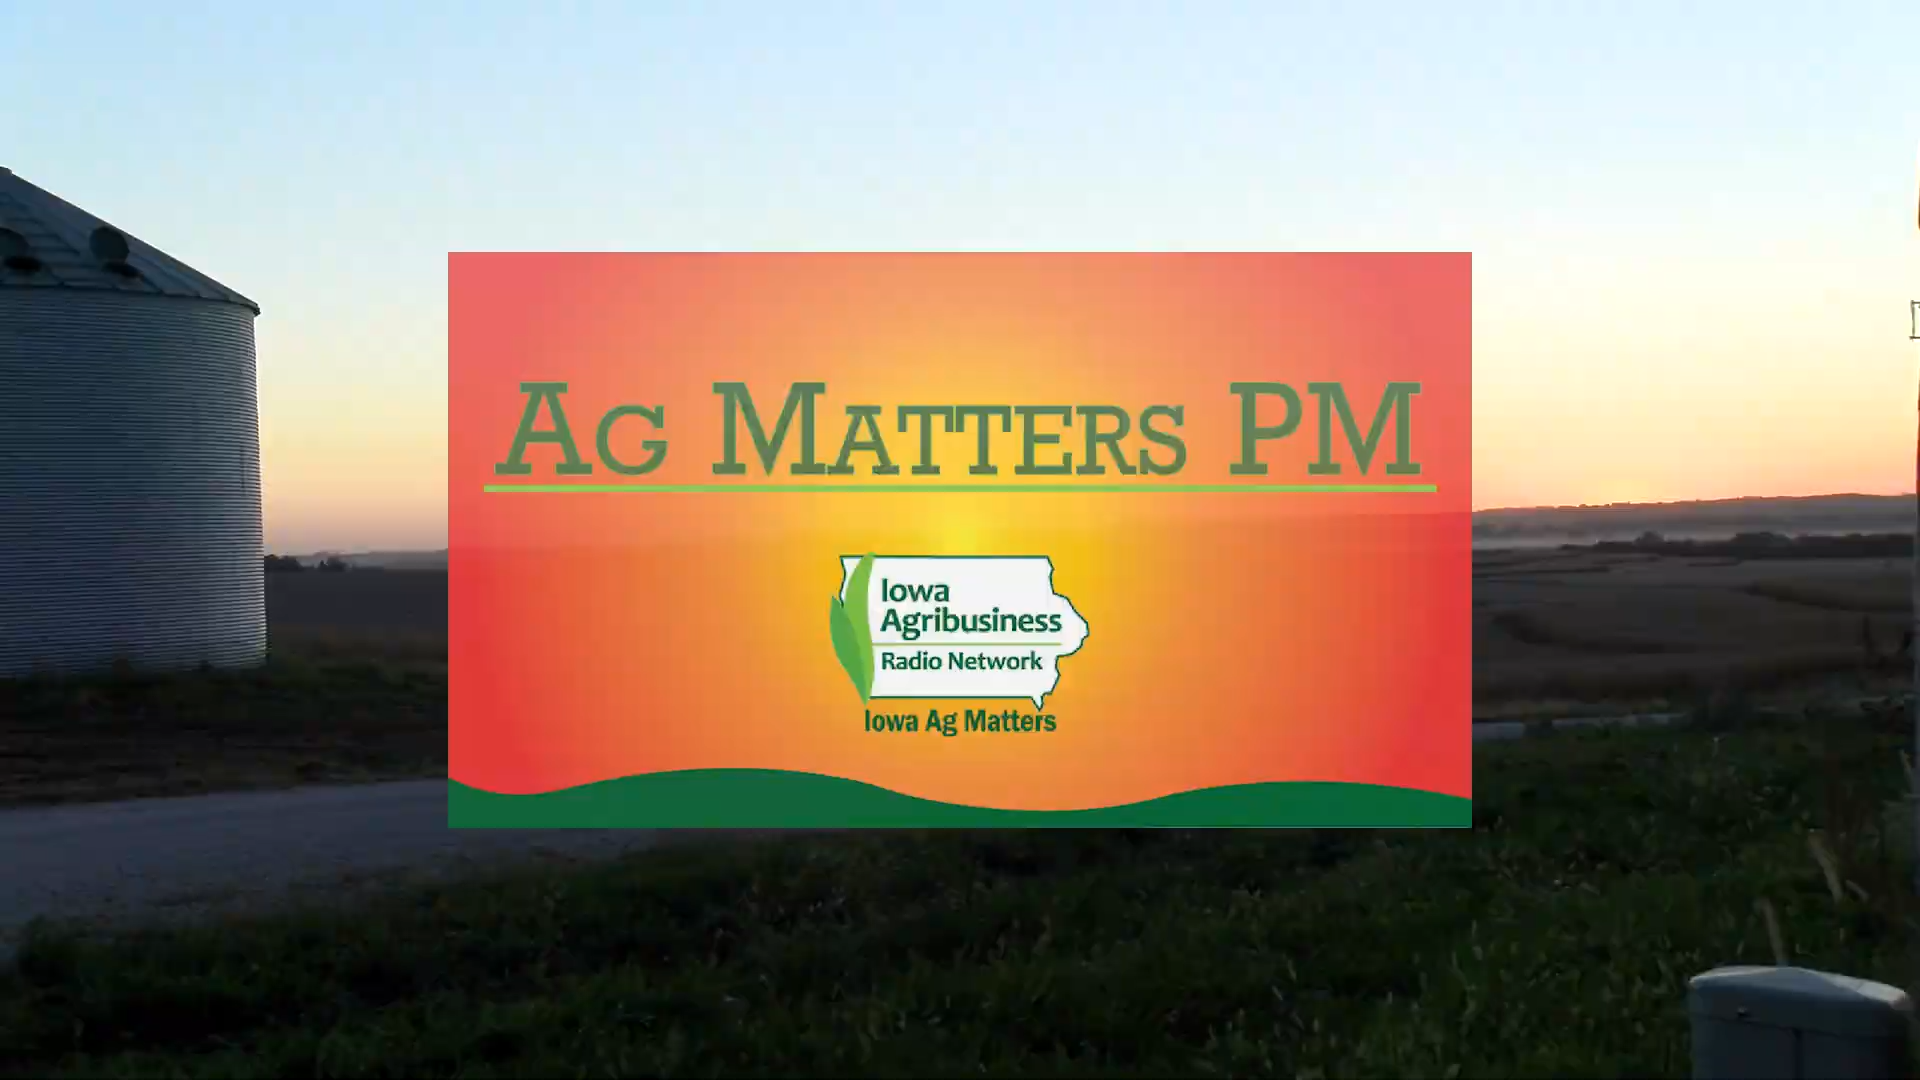 AG MATTERS PM
Iowa
Agribusiness
Radio Network
Iowa Ag Matters